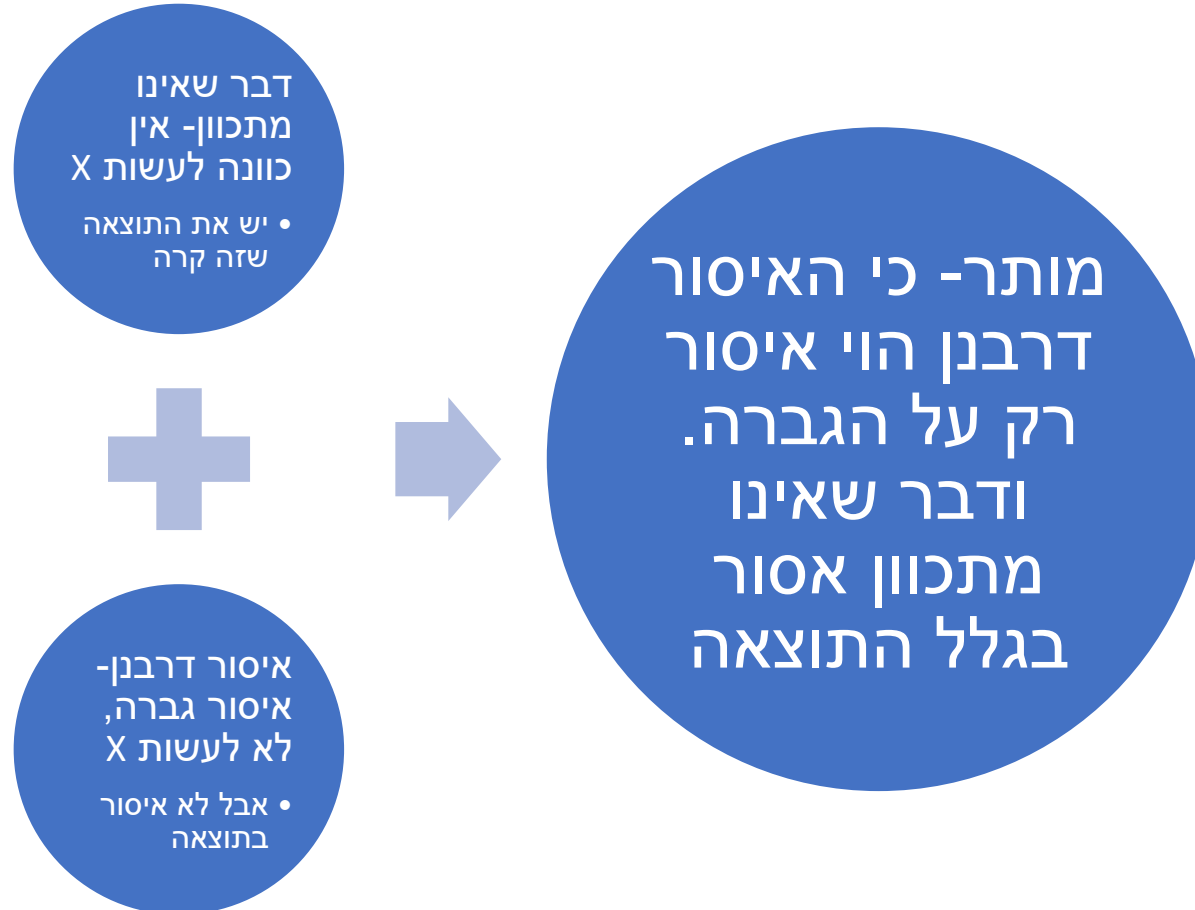 דבר שאינו
מתכוון- אין
כוונה לעשות X
• יש את התוצאה
שזה קרה
איסור דרבנן-
איסור גברה,
לא לעשות X
• אבל לא איסור
בתוצאה
מותר- כי האיסור
דרבנן הוי איסור
רק על הגברה.
ודבר שאינו
מתכוון אסור
בגלל התוצאה